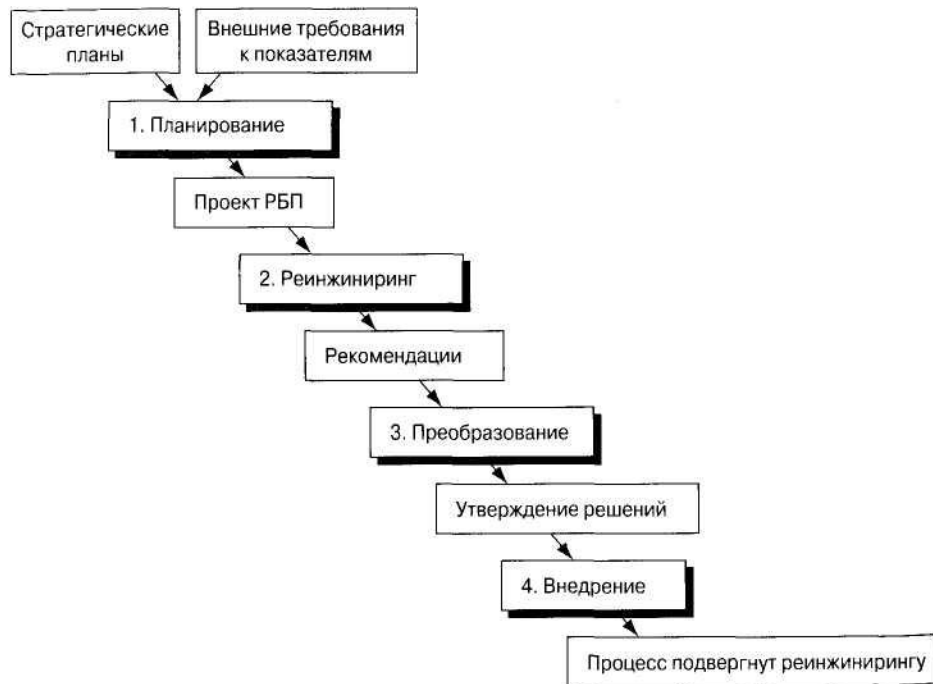 Стратегические
планы
Внешние требования
к показателям
1. Планирование
Проект РБП
2. Реинжиниринг
Рекомендации
3. Преобразование
Утверждение решений
4. Внедрение
Процесс подвергнут реинжинирингу